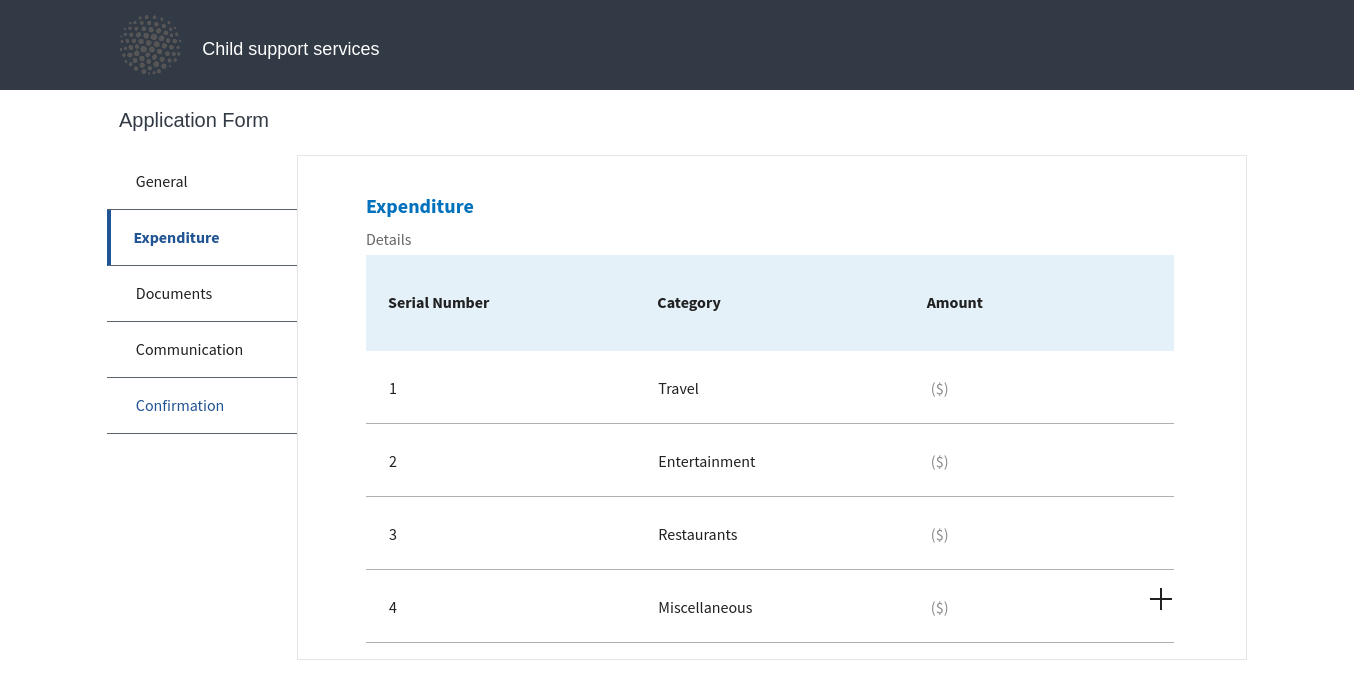 Child support services
Application Form
General
Expenditure
Documents
Communication
Confirmation
Expenditure
Details
Serial Number Category Amount
1 Travel ($)
2 Entertainment ($)
3 Restaurants ($)
4 Miscellaneous ($)